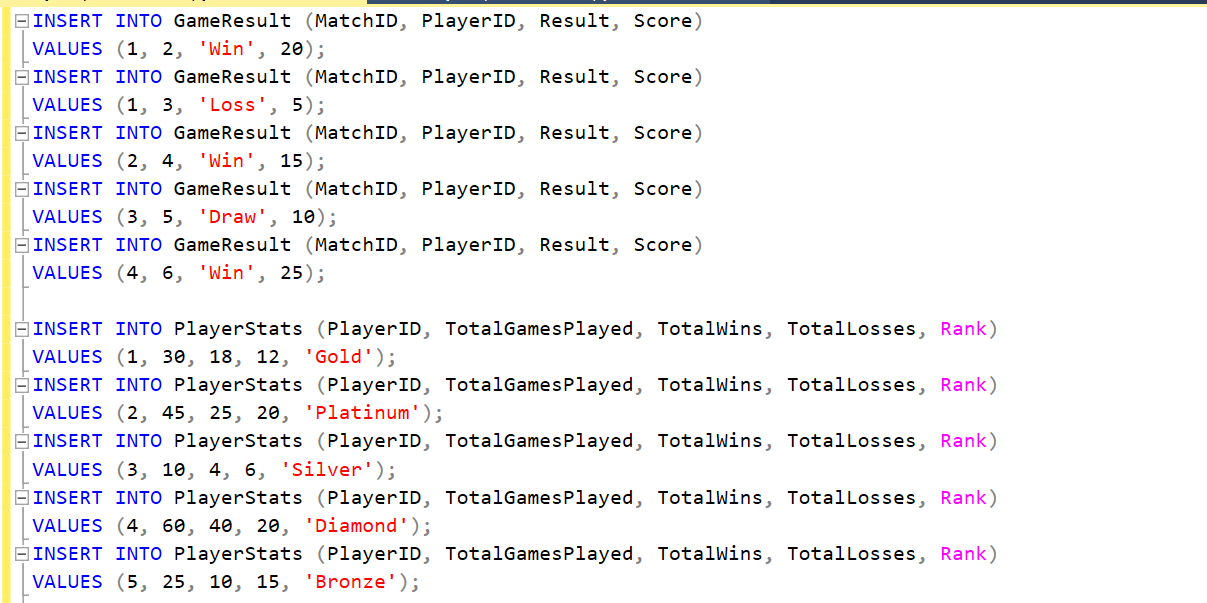 INSERT INTO GameResult (MatchID, PlayerID, Result, Score)
VALUES (1, 2, 'Win', 20);
INSERT INTO GameResult (MatchID, PlayerID, Result, Score)
VALUES (1, 3, 'Loss', 5);
INSERT INTO GameResult (MatchID, PlayerID, Result, Score)
VALUES (2, 4, 'Win', 15);
INSERT INTO GameResult (MatchID, PlayerID, Result, Score)
VALUES (3, 5, 'Draw', 10);
INSERT INTO GameResult (MatchID, PlayerID, Result, Score)
VALUES (4, 6, 'Win', 25);
INSERT INTO PlayerStats (PlayerID, TotalGamesPlayed, TotalWins, TotalLosses, Rank)
VALUES (1, 30, 18, 12, 'Gold');
INSERT INTO PlayerStats (PlayerID, TotalGamesPlayed, TotalWins, TotalLosses, Rank)
VALUES (2, 45, 25, 20, 'Platinum');
INSERT INTO PlayerStats (PlayerID, TotalGamesPlayed, TotalWins, TotalLosses, Rank)
VALUES (3, 10, 4, 6, 'Silver');
INSERT INTO PlayerStats (PlayerID, TotalGamesPlayed, TotalWins, TotalLosses, Rank)
VALUES (4, 60, 40, 20, 'Diamond');
INSERT INTO PlayerStats (PlayerID, TotalGamesPlayed, TotalWins, TotalLosses, Rank)
VALUES (5, 25, 10, 15, 'Bronze');